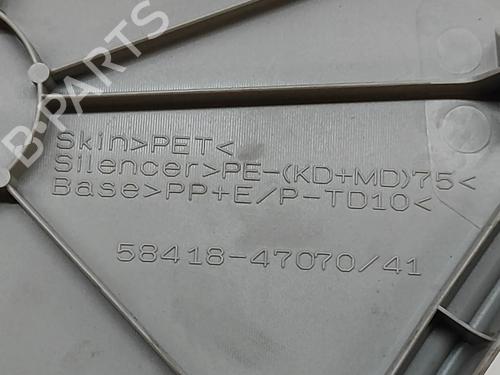 B-PARTS
Skin>PET<
Silencer>PE-(KD+MD)75<
Base>PP+E/P-TD10<
58418-47070/41